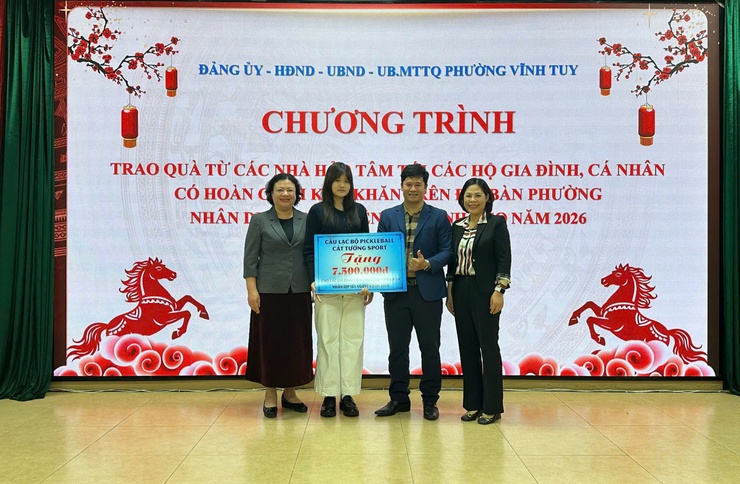 ĐẢNG ỦY - HĐND - UBND - UB.MTTQ PHƯỜNG VĨNH TUY
CHƯƠNG TRÌNH
TRAO QUÀ TỪ CÁC NHÀ TÂM CÁC HỘ GIA ĐÌNH, CÁ NHÂN
CÓ HOÀN KHĂN BÀN PHƯỜNG
NHÂN NĂM 2026
CÂU LẠC BỘ PICKLEBALL
CÁT TƯỜNG SPORT
Tặng
7.500.000đ